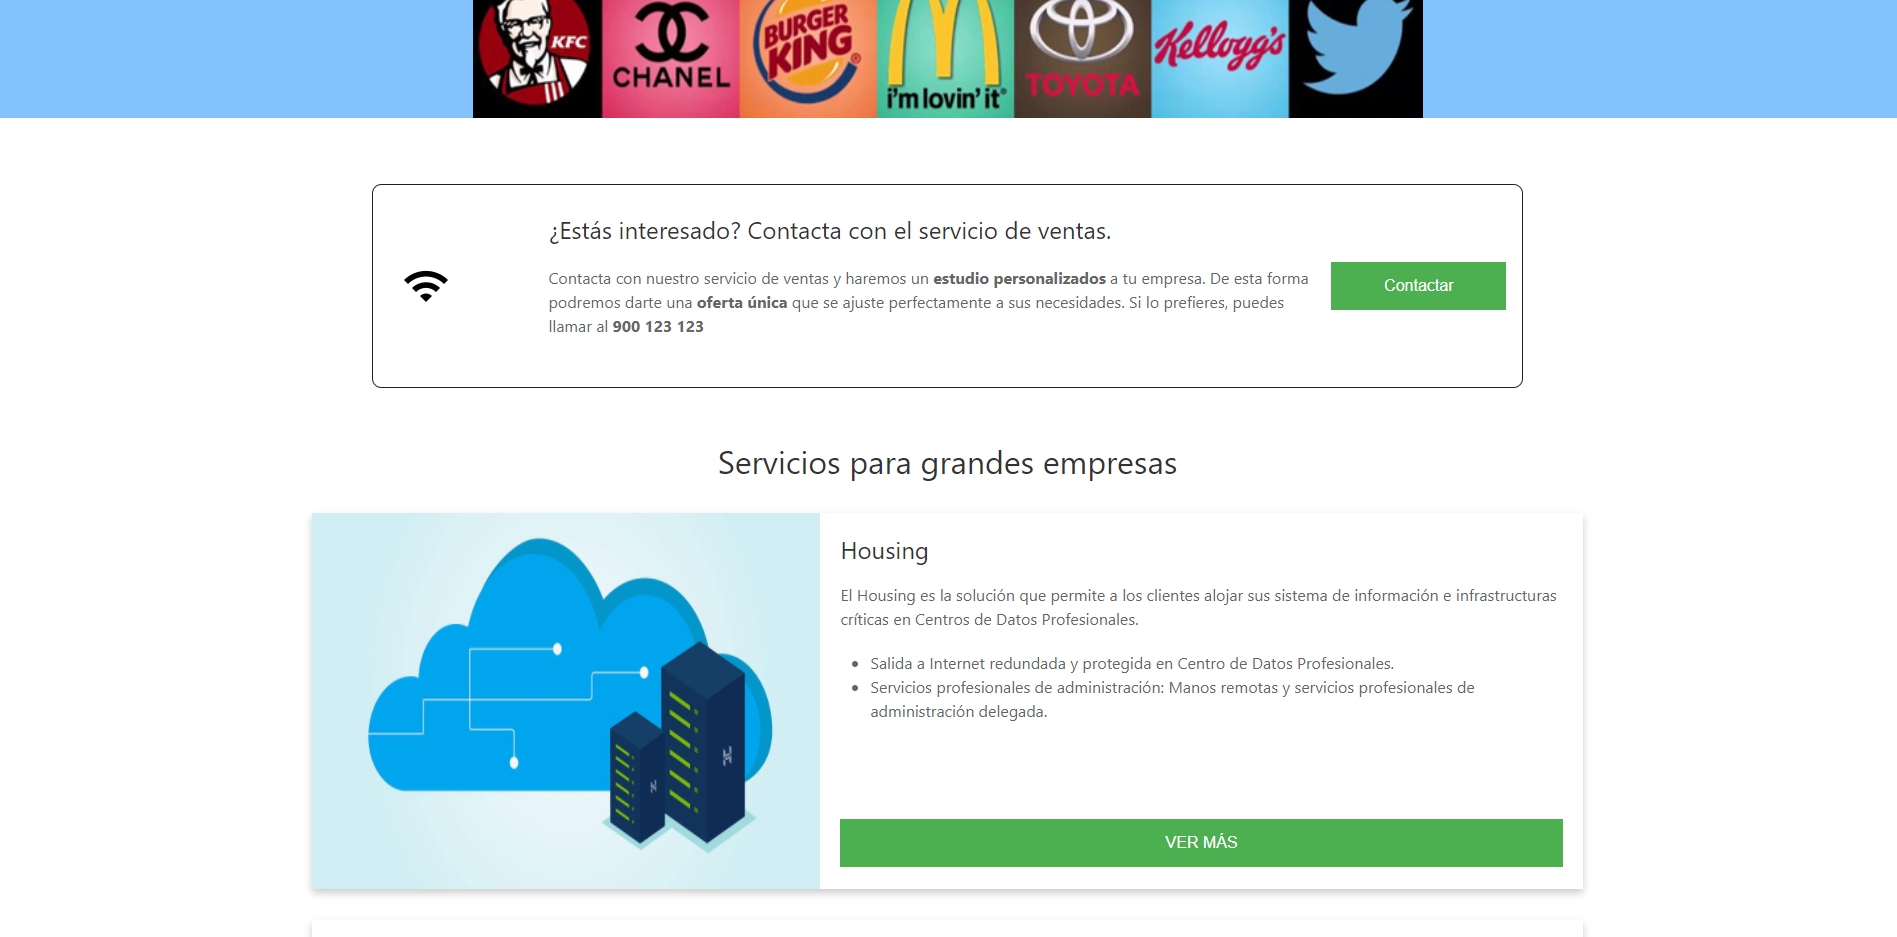 KFC
CHANEL
BURGER
KING
i'm lovin' it
TOYOTA
Kellogg's
¿Estás interesado? Contacta con el servicio de ventas.
Contacta con nuestro servicio de ventas y haremos un estudio personalizados a tu empresa. De esta forma
podremos darte una oferta única que se ajuste perfectamente a sus necesidades. Si lo prefieres, puedes
llamar al 900 123 123
Contactar
Servicios para grandes empresas
Housing
El Housing es la solución que permite a los clientes alojar sus sistema de información e infrastructuras
críticas en Centros de Datos Profesionales.
Salida a Internet redundada y protegida en Centro de Datos Profesionales.
Servicios profesionales de administración: Manos remotas y servicios profesionales de
administración delegada.
VER MÁS